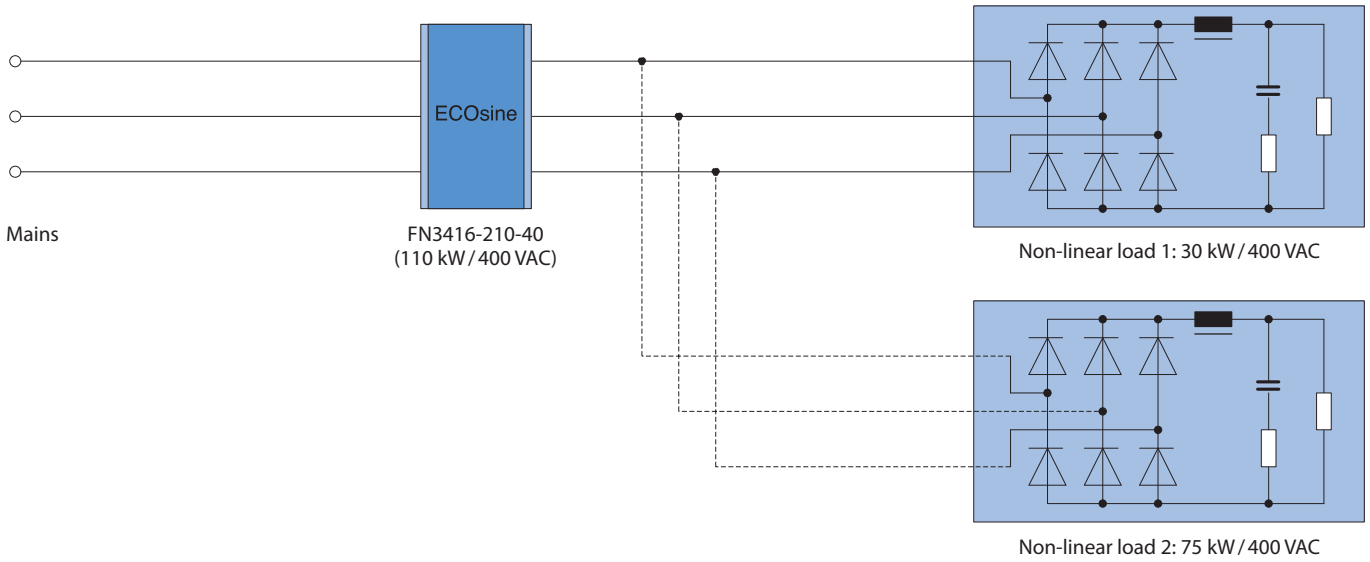 ECOsine
Mains
FN3416-210-40
(110 kW / 400 VAC)
Non-linear load 1: 30 kW / 400 VAC
Non-linear load 2: 75 kW / 400 VAC